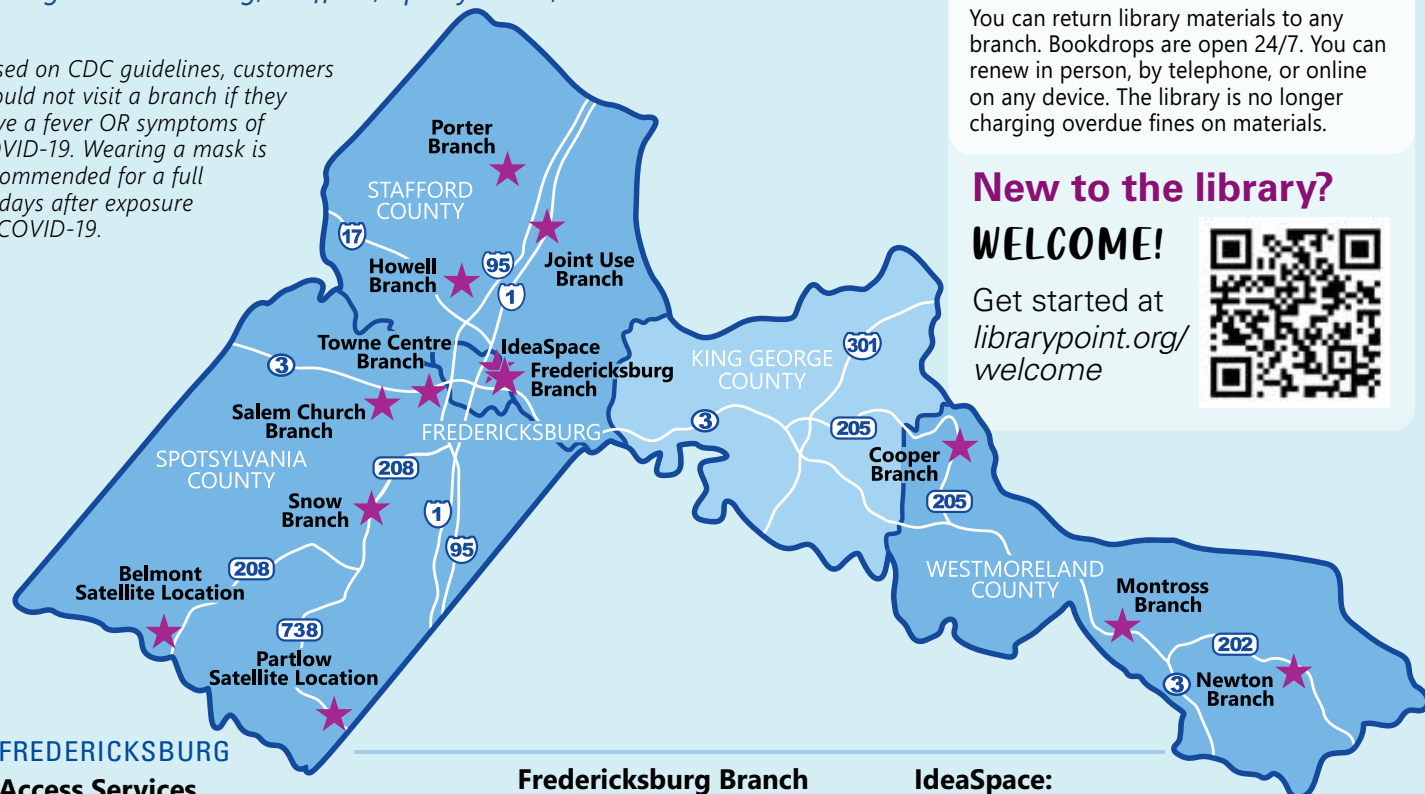 You can return library materials to any
branch. Bookdrops are open 24/7. You can
renew in person, by telephone, or online
on any device. The library is no longer
charging overdue fines on materials.
New to the library?
WELCOME!
Get started at
librarypoint.org/
welcome
sed on CDC guidelines, customers
ould not visit a branch if they
ve a fever OR symptoms of
OVID-19. Wearing a mask is
commended for a full
days after exposure
COVID-19.
Porter
Branch
STAFFORD
COUNTY
17
95
Howell
Branch
Joint Use
Branch
1
Towne Centre
Branch
IdeaSpace
Fredericksburg
Branch
3
Salem Church
Branch
FREDERICKSBURG
SPOTSYLVANIA
COUNTY
208
Snow
Branch
1
95
Belmont
Satellite Location
208
738
Partlow
Satellite Location
KING GEORGE
COUNTY
301
3
205
Cooper
Branch
205
WESTMORELAND
COUNTY
Montross
Branch
202
3
Newton
Branch
FREDERICKSBURG
Access Services
Fredericksburg Branch
IdeaSpace: